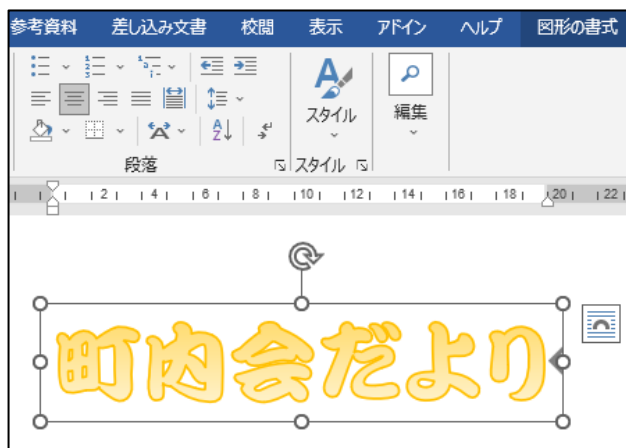 参考資料 差し込み文書 校閲 表示 アドイン ヘルプ 図形の書式
スタイル 編集
段落 スタイル
2 4 6 8 10 12 14 16 18 20 22
町内会だより